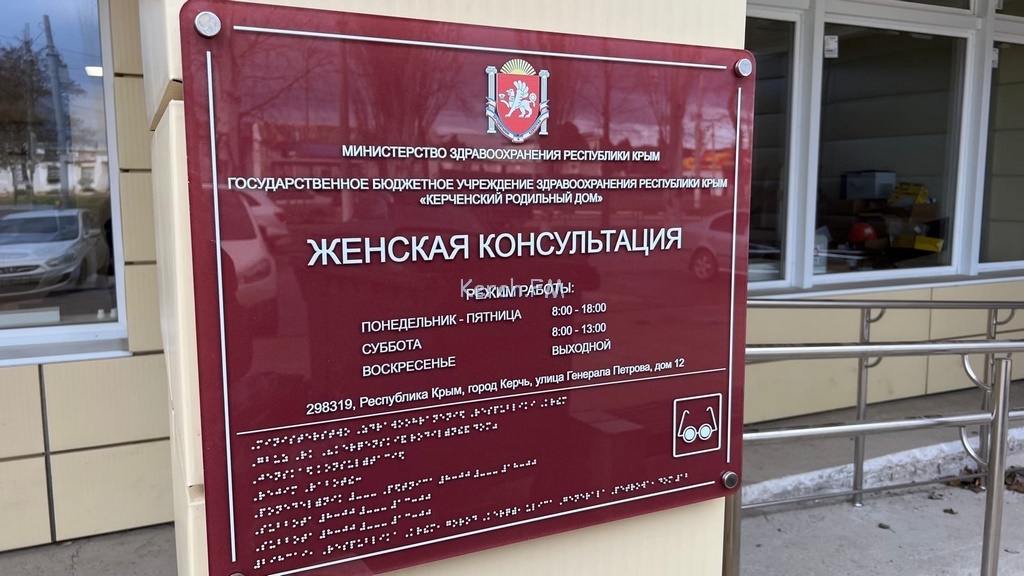 МИНИСТЕРСТВО ЗДРАВООХРАНЕНИЯ РЕСПУБЛИКИ КРЫМ
ГОСУДАРСТВЕННОЕ БЮДЖЕТНОЕ УЧРЕЖДЕНИЕ ЗДРАВООХРАНЕНИЯ РЕСПУБЛИКИ КРЫМ
«КЕРЧЕНСКИЙ РОДИЛЬНЫЙ ДОМ»
ЖЕНСКАЯ КОНСУЛЬТАЦИЯ
Kerch.FM
РЕЖИМ РАБОТЫ:
ПОНЕДЕЛЬНИК - ПЯТНИЦА 8:00 - 18:00
СУББОТА 8:00 - 13:00
ВОСКРЕСЕНЬЕ ВЫХОДНОЙ
298319, Республика Крым, город Керчь, улица Генерала Петрова, дом 12